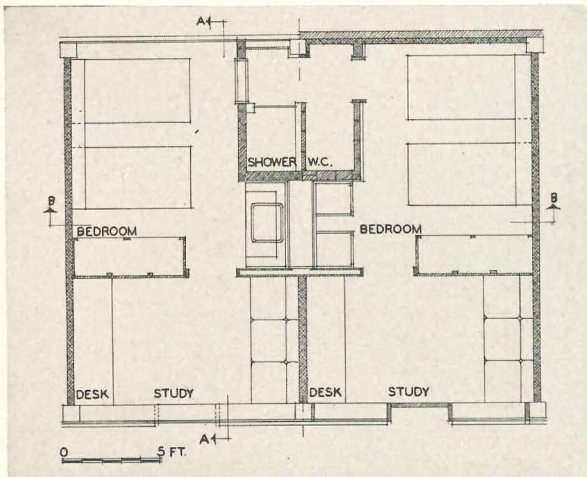 A
SHOWER W.C.
B B
BEDROOM BEDROOM
DESK STUDY DESK STUDY
A
0 5 FT.